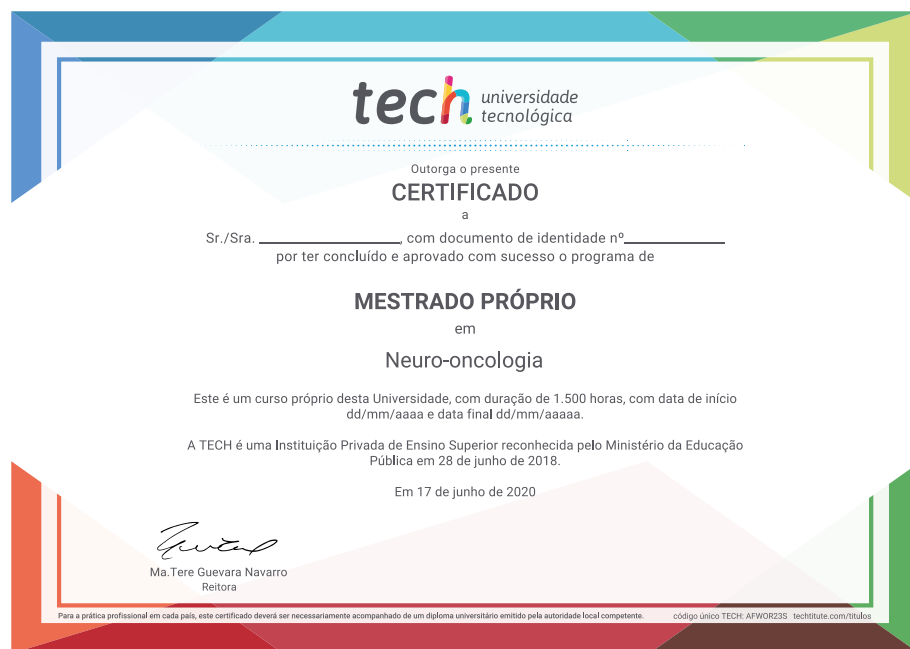 tech universidade
tecnológica
Outorga o presente
CERTIFICADO
a
Sr./Sra. ____________________, com documento de identidade nº______________
por ter concluído e aprovado com sucesso o programa de
MESTRADO PRÓPRIO
em
Neuro-oncologia
Este é um curso próprio desta Universidade, com duração de 1.500 horas, com data de início
dd/mm/aaaa e data final dd/mm/aaaaa.
A TECH é uma Instituição Privada de Ensino Superior reconhecida pelo Ministério da Educação
Pública em 28 de junho de 2018.
Em 17 de junho de 2020
Ma.Tere Guevara Navarro
Reitora
Para a prática profissional em cada país, este certificado deverá ser necessariamente acompanhado de um diploma universitário emitido pela autoridade local competente. código único TECH: AFWOR23S techtitute.com/titulos